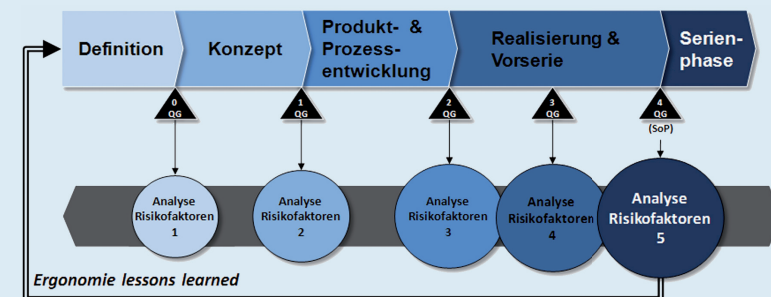 Definition
Konzept
Produkt- &
Prozess-
entwicklung
Realisierung &
Vorserie
Serien-
phase
0
QG
1
QG
2
QG
3
QG
4
QG
(SoP)
Analyse
Risikofaktoren
1
Analyse
Risikofaktoren
2
Analyse
Risikofaktoren
3
Analyse
Risikofaktoren
4
Analyse
Risikofaktoren
5
Ergonomie lessons learned